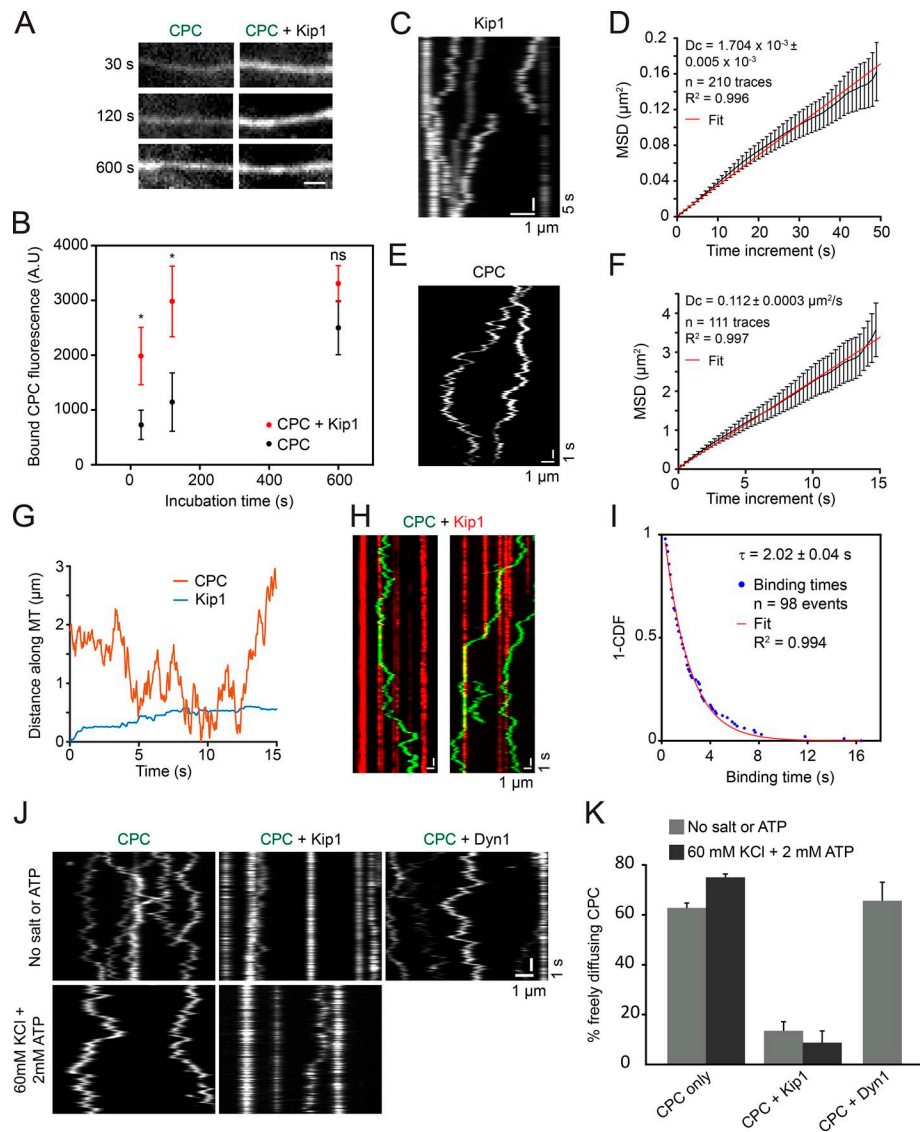 A
CPC
CPC + Kip1
30 s
120 s
600 s
B
Bound CPC fluorescence (A.U)
4000
3000
2000
1000
0
*
*
ns
CPC + Kip1
CPC
0
200
400
600
Incubation time (s)
C
Kip1
5 s
1 µm
D
MSD (µm²)
0.2
0.16
0.12
0.08
0.04
0
Dc = 1.704 x 10⁻³ ±
0.005 x 10⁻³
n = 210 traces
R² = 0.996
Fit
0
10
20
30
40
50
Time increment (s)
E
CPC
1 s
1 µm
F
MSD (µm²)
5
4
3
2
1
0
Dc = 0.112 ± 0.0003 µm²/s
n = 111 traces
R² = 0.997
Fit
0
5
10
15
Time increment (s)
G
Distance along MT (µm)
3
2
1
0
CPC
Kip1
0
5
10
15
Time (s)
H
CPC + Kip1
1 s
1 µm
I
1-CDF
1
0.5
0
τ = 2.02 ± 0.04 s
Binding times
n = 98 events
Fit
R² = 0.994
0
4
8
12
16
Binding time (s)
J
CPC
CPC + Kip1
CPC + Dyn1
No salt or ATP
1 s
1 µm
60mM KCl +
2mM ATP
K
No salt or ATP
60 mM KCl + 2 mM ATP
% freely diffusing CPC
80
60
40
20
0
CPC only
CPC + Kip1
CPC + Dyn1